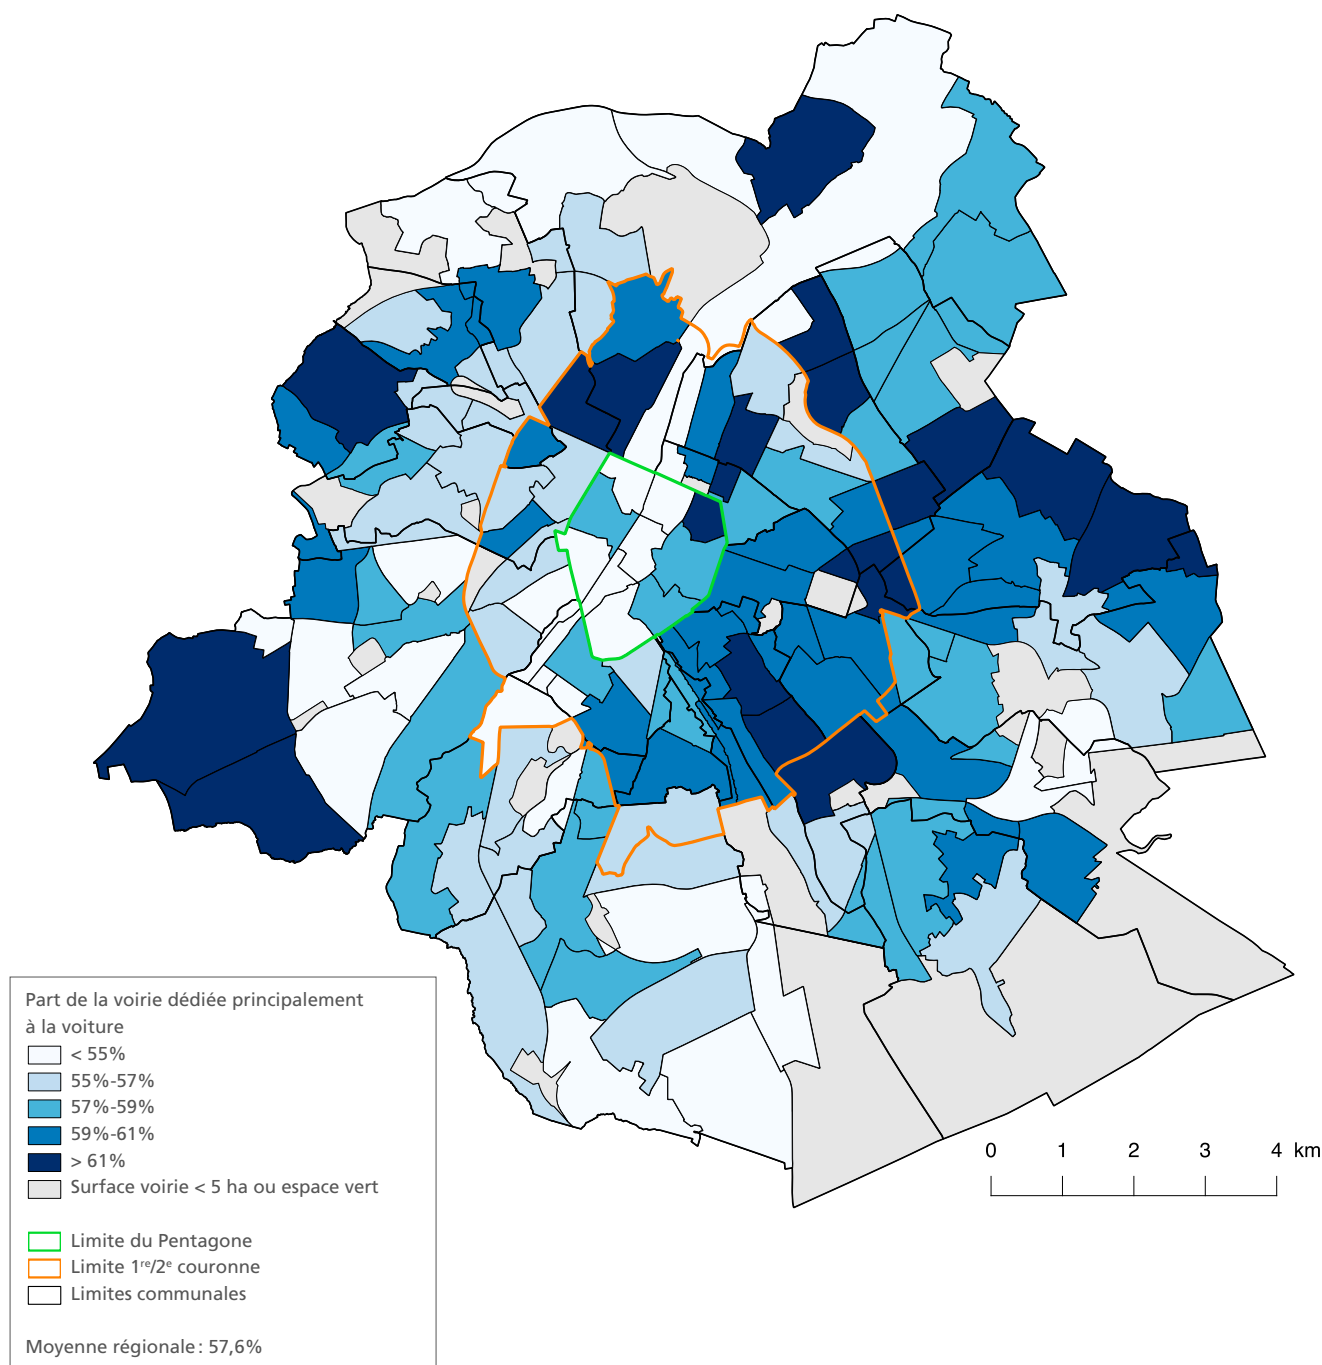 Part de la voirie dédiée principalement
à la voiture
< 55%
55%-57%
57%-59%
59%-61%
> 61%
Surface voirie < 5 ha ou espace vert
Limite du Pentagone
Limite 1re/2e couronne
Limites communales
Moyenne régionale : 57,6%
0 1 2 3 4 km